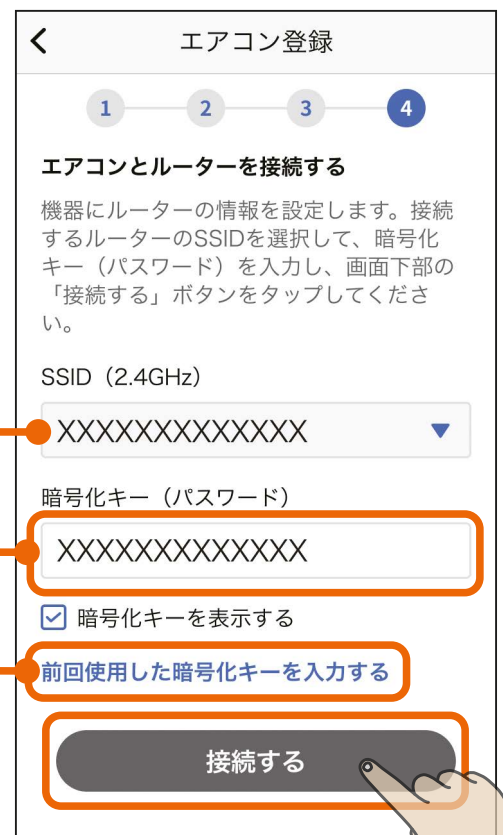 エアコン登録
1 2 3 4
エアコンとルーターを接続する
機器にルーターの情報を設定します。接続
するルーターのSSIDを選択して、暗号化
キー（パスワード）を入力し、画面下部の
「接続する」ボタンをタップしてくださ
い。
SSID（2.4GHz）
XXXXXXXXXXXXX
暗号化キー（パスワード）
XXXXXXXXXXXXX
暗号化キーを表示する
前回使用した暗号化キーを入力する
接続する